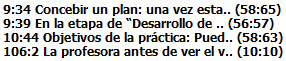 9:34 Concebir un plan: una vez esta.. (58:65)
9:39 En la etapa de “Desarrollo de .. (56:57)
10:44 Objetivos de la práctica: Pued.. (58:63)
106:2 La profesora antes de ver el v.. (10:10)